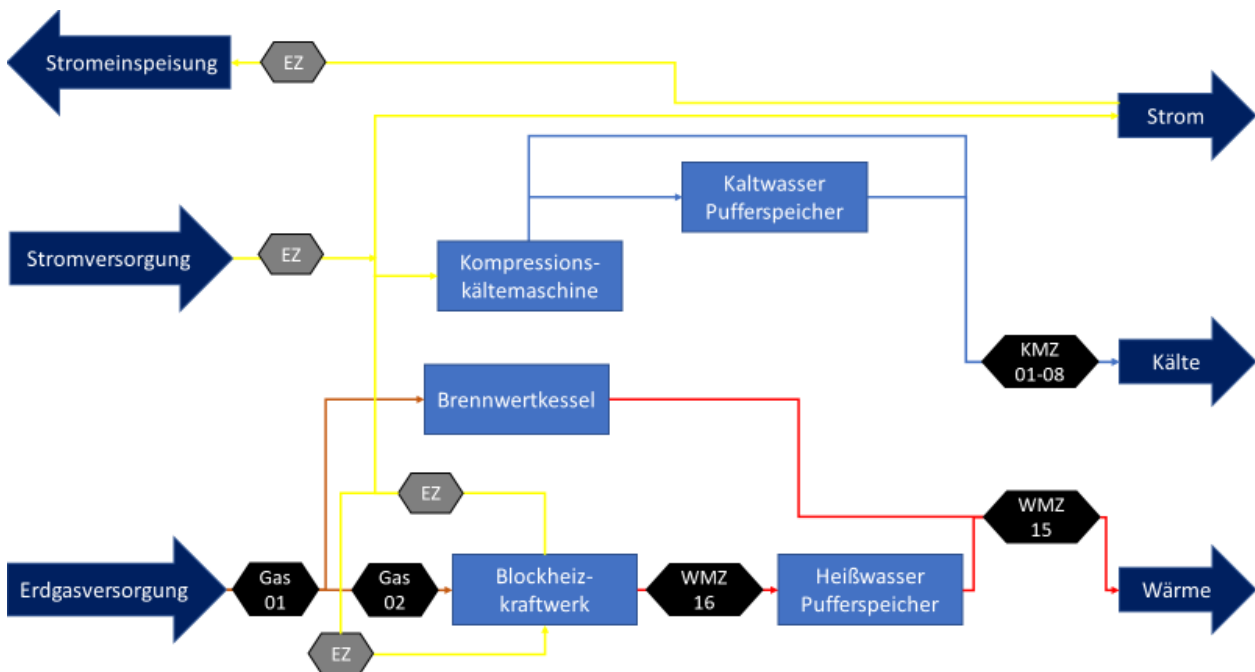 Stromeinspeisung
EZ
Strom
Kaltwasser
Pufferspeicher
Stromversorgung
EZ
Kompressions-
kältemaschine
KMZ
01-08
Kälte
Brennwertkessel
EZ
WMZ
15
Erdgasversorgung
Gas
01
Gas
02
Blockheiz-
kraftwerk
WMZ
16
Heißwasser
Pufferspeicher
Wärme
EZ